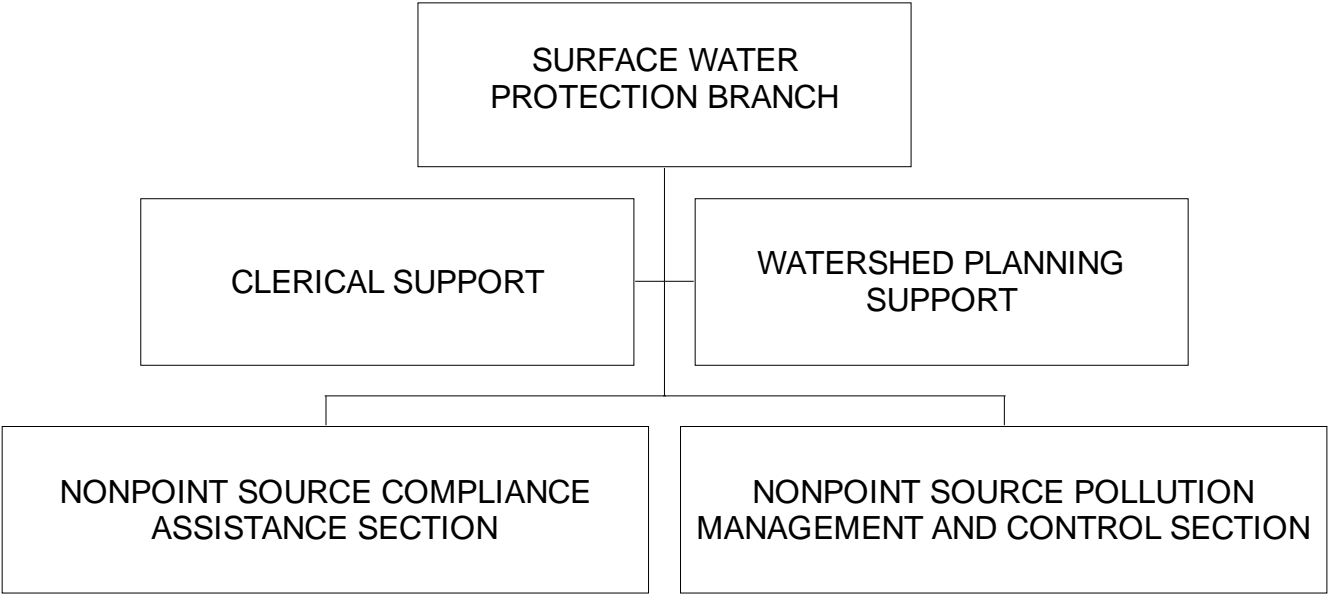 SURFACE WATER
PROTECTION BRANCH
CLERICAL SUPPORT
WATERSHED PLANNING
SUPPORT
NONPOINT SOURCE COMPLIANCE
ASSISTANCE SECTION
NONPOINT SOURCE POLLUTION
MANAGEMENT AND CONTROL SECTION